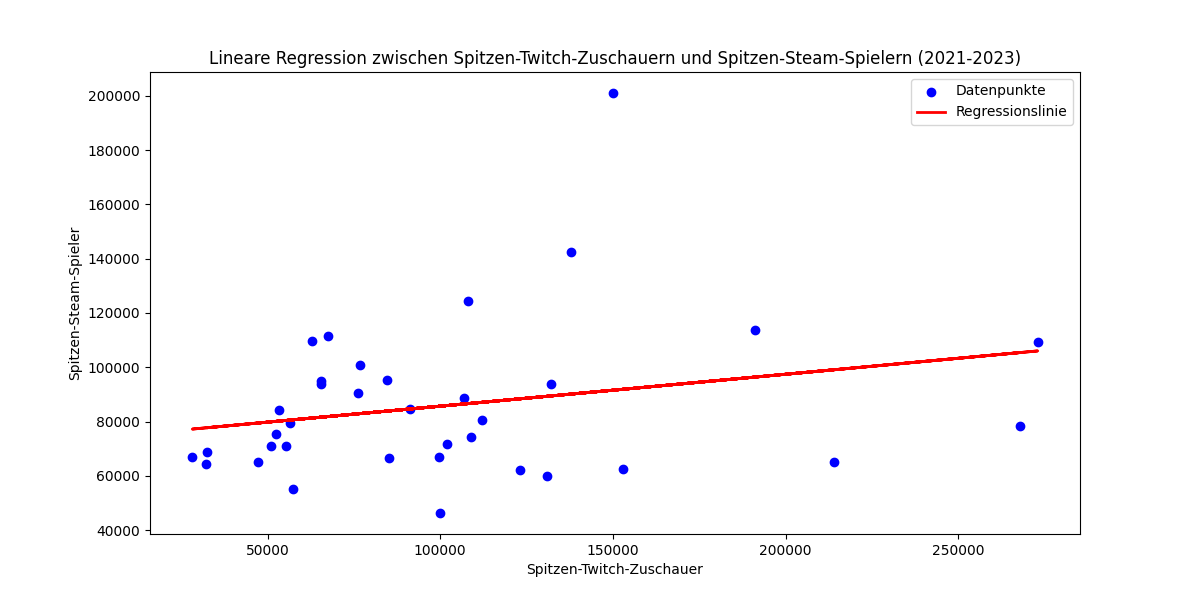 Lineare Regression zwischen Spitzen-Twitch-Zuschauern und Spitzen-Steam-Spielern (2021-2023)
Datenpunkte
Regressionslinie
Spitzen-Steam-Spieler
200000
180000
160000
140000
120000
100000
80000
60000
40000
50000 100000 150000 200000 250000
Spitzen-Twitch-Zuschauer